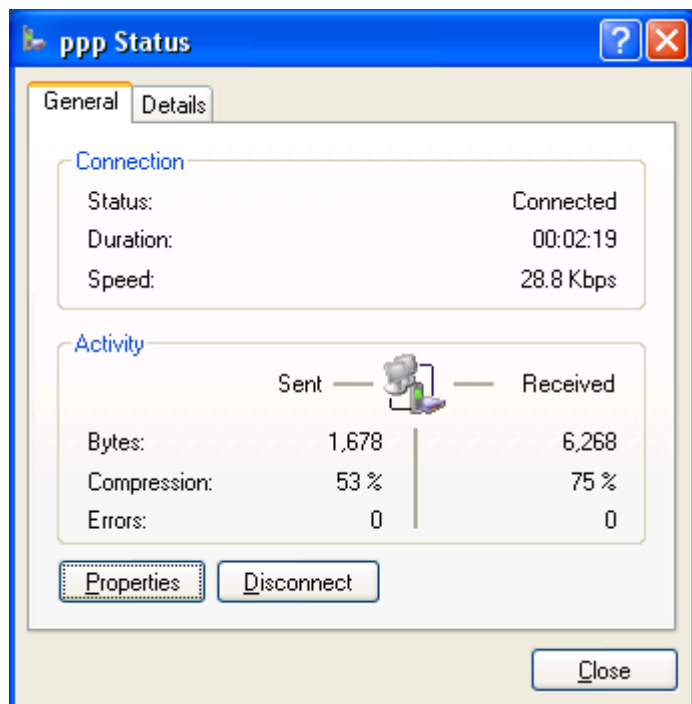 ppp Status
General Details
Connection
Status: Connected
Duration: 00:02:19
Speed: 28.8 Kbps
Activity
Sent Received
Bytes: 1,678 6,268
Compression: 53 % 75 %
Errors: 0 0
Properties Disconnect
Close